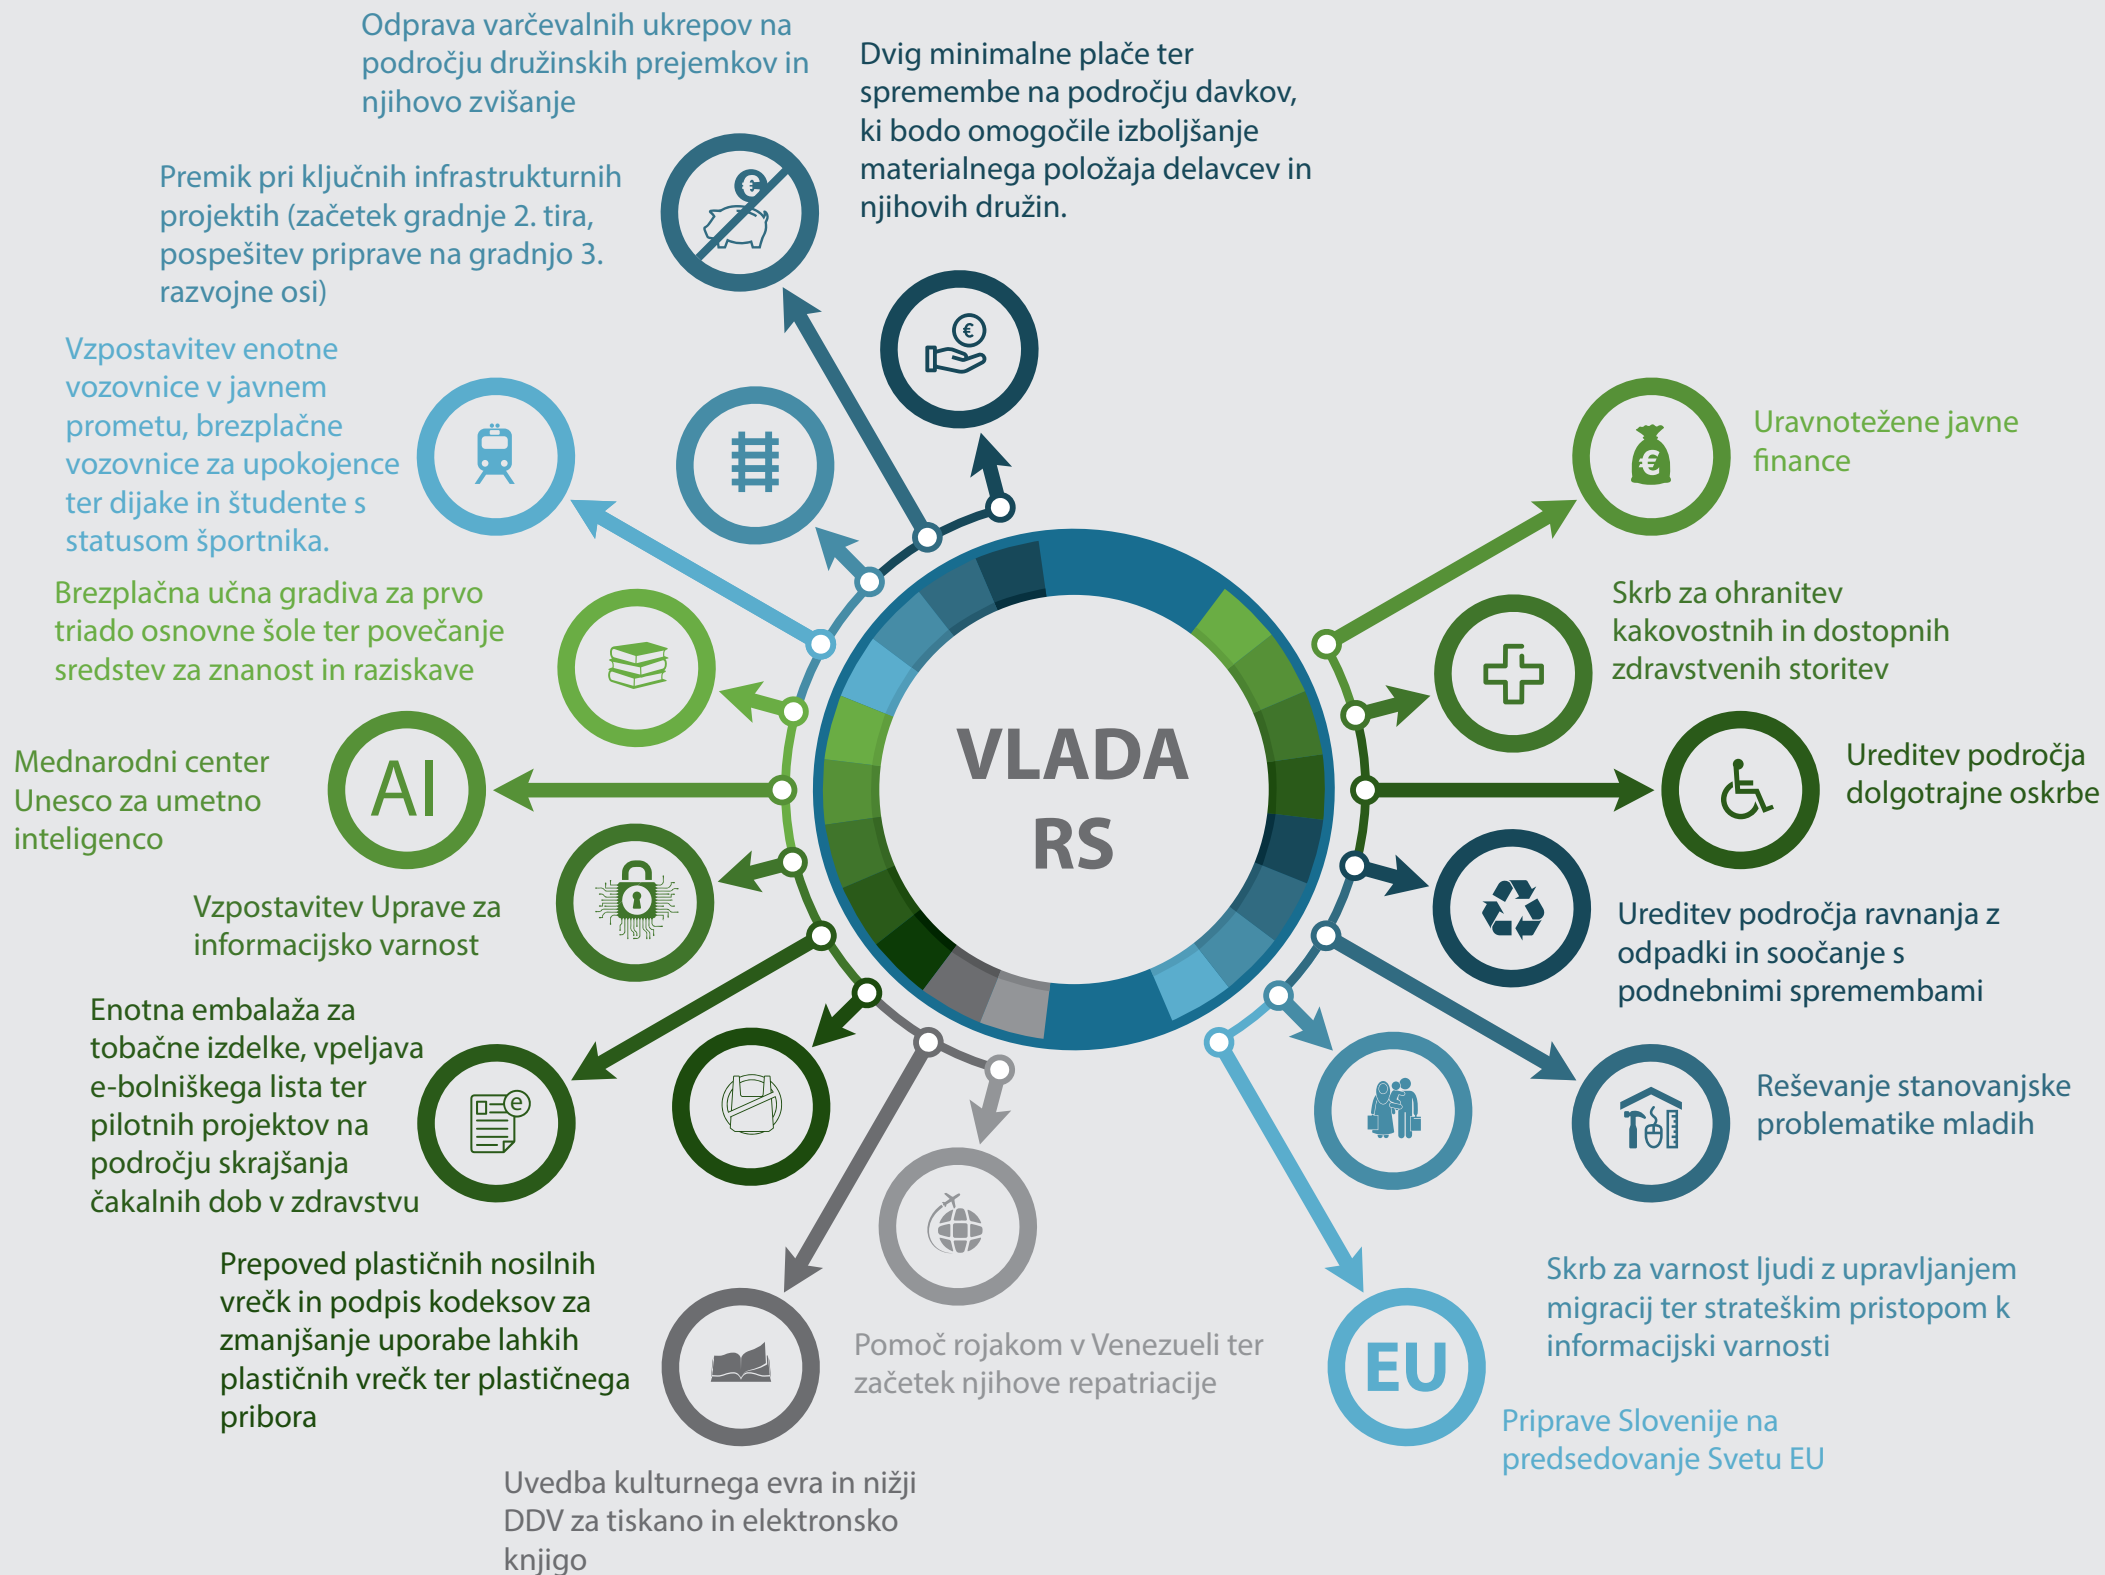 Odprava varčevalnih ukrepov na
področju družinskih prejemkov in
njihovo zvišanje
Dvig minimalne plače ter
spremembe na področju davkov,
ki bodo omogočile izboljšanje
materialnega položaja delavcev in
njihovih družin.
Premik pri ključnih infrastrukturnih
projektih (začetek gradnje 2. tira,
pospešitev priprave na gradnjo 3.
razvojne osi)
Vzpostavitev enotne
vozovnice v javnem
prometu, brezplačne
vozovnice za upokojence
ter dijake in študente s
statusom športnika.
Brezplačna učna gradiva za prvo
triado osnovne šole ter povečanje
sredstev za znanost in raziskave
Mednarodni center
Unesco za umetno
inteligenco
AI
Vzpostavitev Uprave za
informacijsko varnost
Enotna embalaža za
tobačne izdelke, vpeljava
e-bolniškega lista ter
pilotnih projektov na
področju skrajšanja
čakalnih dob v zdravstvu
e
Prepoved plastičnih nosilnih
vrečk in podpis kodeksov za
zmanjšanje uporabe lahkih
plastičnih vrečk ter plastičnega
pribora
Uvedba kulturnega evra in nižji
DDV za tiskano in elektronsko
knjigo
Pomoč rojakom v Venezueli ter
začetek njihove repatriacije
VLADA
RS
€
€
€
Uravnotežene javne
finance
Skrb za ohranitev
kakovostnih in dostopnih
zdravstvenih storitev
Ureditev področja
dolgotrajne oskrbe
Ureditev področja ravnanja z
odpadki in soočanje s
podnebnimi spremembami
Reševanje stanovanjske
problematike mladih
Skrb za varnost ljudi z upravljanjem
migracij ter strateškim pristopom k
informacijski varnosti
EU
Priprave Slovenije na
predsedovanje Svetu EU